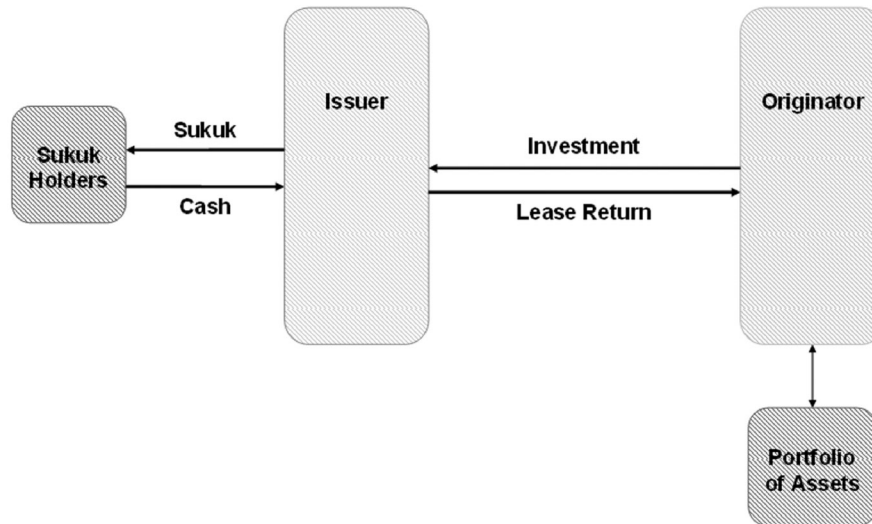 Issuer
Originator
Sukuk
Sukuk
Holders
Cash
Investment
Lease Return
Portfolio
of Assets